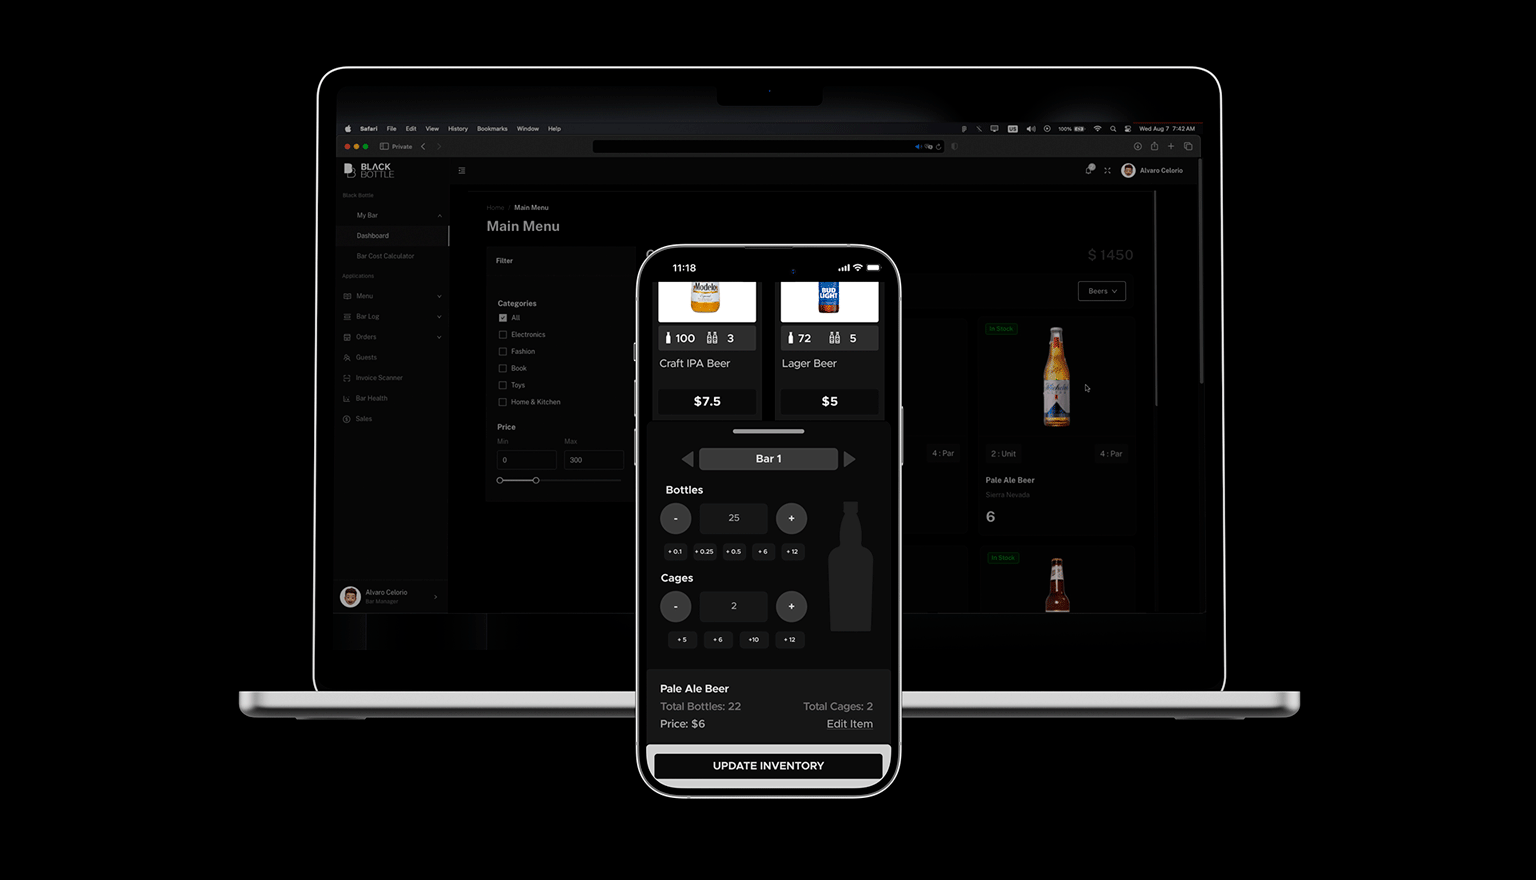 Safari File Edit View History Bookmarks Window Help
US 100% Wed Aug 7 7:42 AM
Private
BLACK
BOTTLE
Alvaro Celorio
Black Bottle
My Bar
Dashboard
Bar Cost Calculator
Applications
Menu
Bar Log
Orders
Guests
Invoice Scanner
Bar Health
Sales
Alvaro Celorio
Bar Manager
Home / Main Menu
Main Menu
Filter
Categories
All
Electronics
Fashion
Book
Toys
Home & Kitchen
Price
Min Max
0 300
$ 1450
Beers
In Stock
4 : Par
2 : Unit 4 : Par
Pale Ale Beer
Sierra Nevada
6
In Stock
11:18
Modelo
BUD
LIGHT
100 3
72 5
Craft IPA Beer
Lager Beer
$7.5
$5
Bar 1
Bottles
- 25 +
+ 0.1 + 0.25 + 0.5 + 6 + 12
Cages
- 2 +
+ 5 + 6 +10 + 12
Pale Ale Beer
Total Bottles: 22 Total Cages: 2
Price: $6 Edit Item
UPDATE INVENTORY